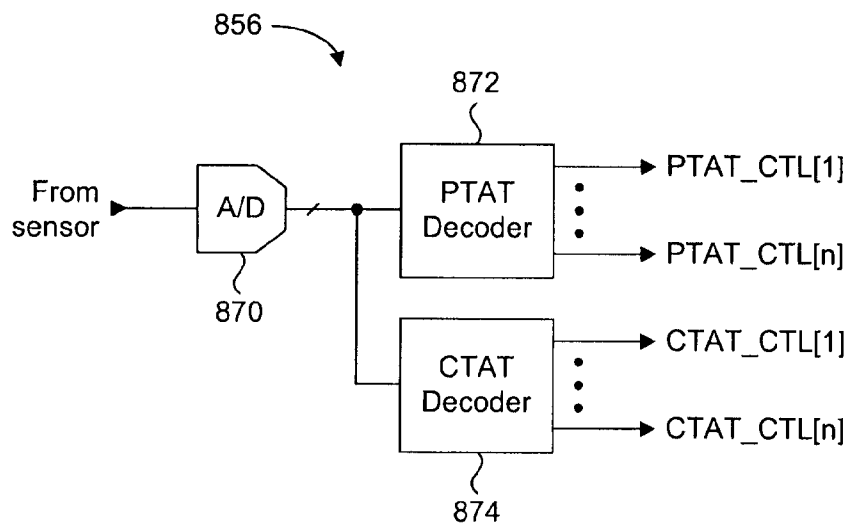 856
872
From
sensor
A/D
870
PTAT
Decoder
PTAT_CTL[1]
PTAT_CTL[n]
CTAT
Decoder
874
CTAT_CTL[1]
CTAT_CTL[n]